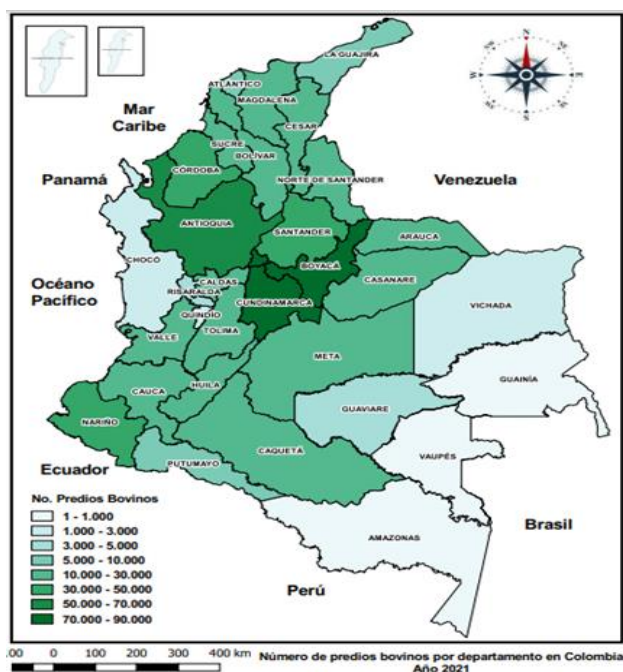 N
W
E
S
LA GUAJIRA
ATLÁNTICO
MAGDALENA
CESAR
Mar
Caribe
SUCRE
BOLÍVAR
CÓRDOBA
NORTE DE SANTANDER
Panamá
Venezuela
ANTIOQUIA
SANTANDER
ARAUCA
BOYACÁ
CHOCÓ
CASANARE
CALDAS
RISARALDA
CUNDINAMARCA
Océano
Pacifico
VICHADA
QUINDÍO
TOLIMA
VALLE
META
GUAINÍA
HUILA
CAUCA
GUAVIARE
NARIÑO
CAQUETÁ
VAUPÉS
Ecuador
PUTUMAYO
No. Predios Bovinos
1 - 1.000
1.000 - 3.000
3.000 - 5.000
5.000 - 10.000
10.000 - 30.000
30.000 - 50.000
50.000 - 70.000
70.000 - 90.000
Brasil
AMAZONAS
Perú
00 0 100 200 300 400 km
Número de predios bovinos por departamento en Colombia
Año 2021